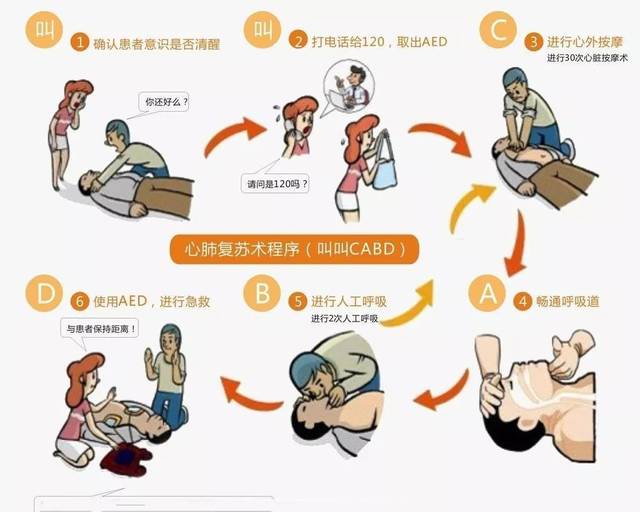 叫
1 确认患者意识是否清醒
你还好么？
叫
2 打电话给120，取出AED
请问是120吗？
C
3 进行心外按摩
进行30次心脏按摩术
心肺复苏术程序（叫叫CABD）
A
4 畅通呼吸道
B
5 进行人工呼吸
进行2次人工呼吸
D
6 使用AED，进行急救
与患者保持距离！